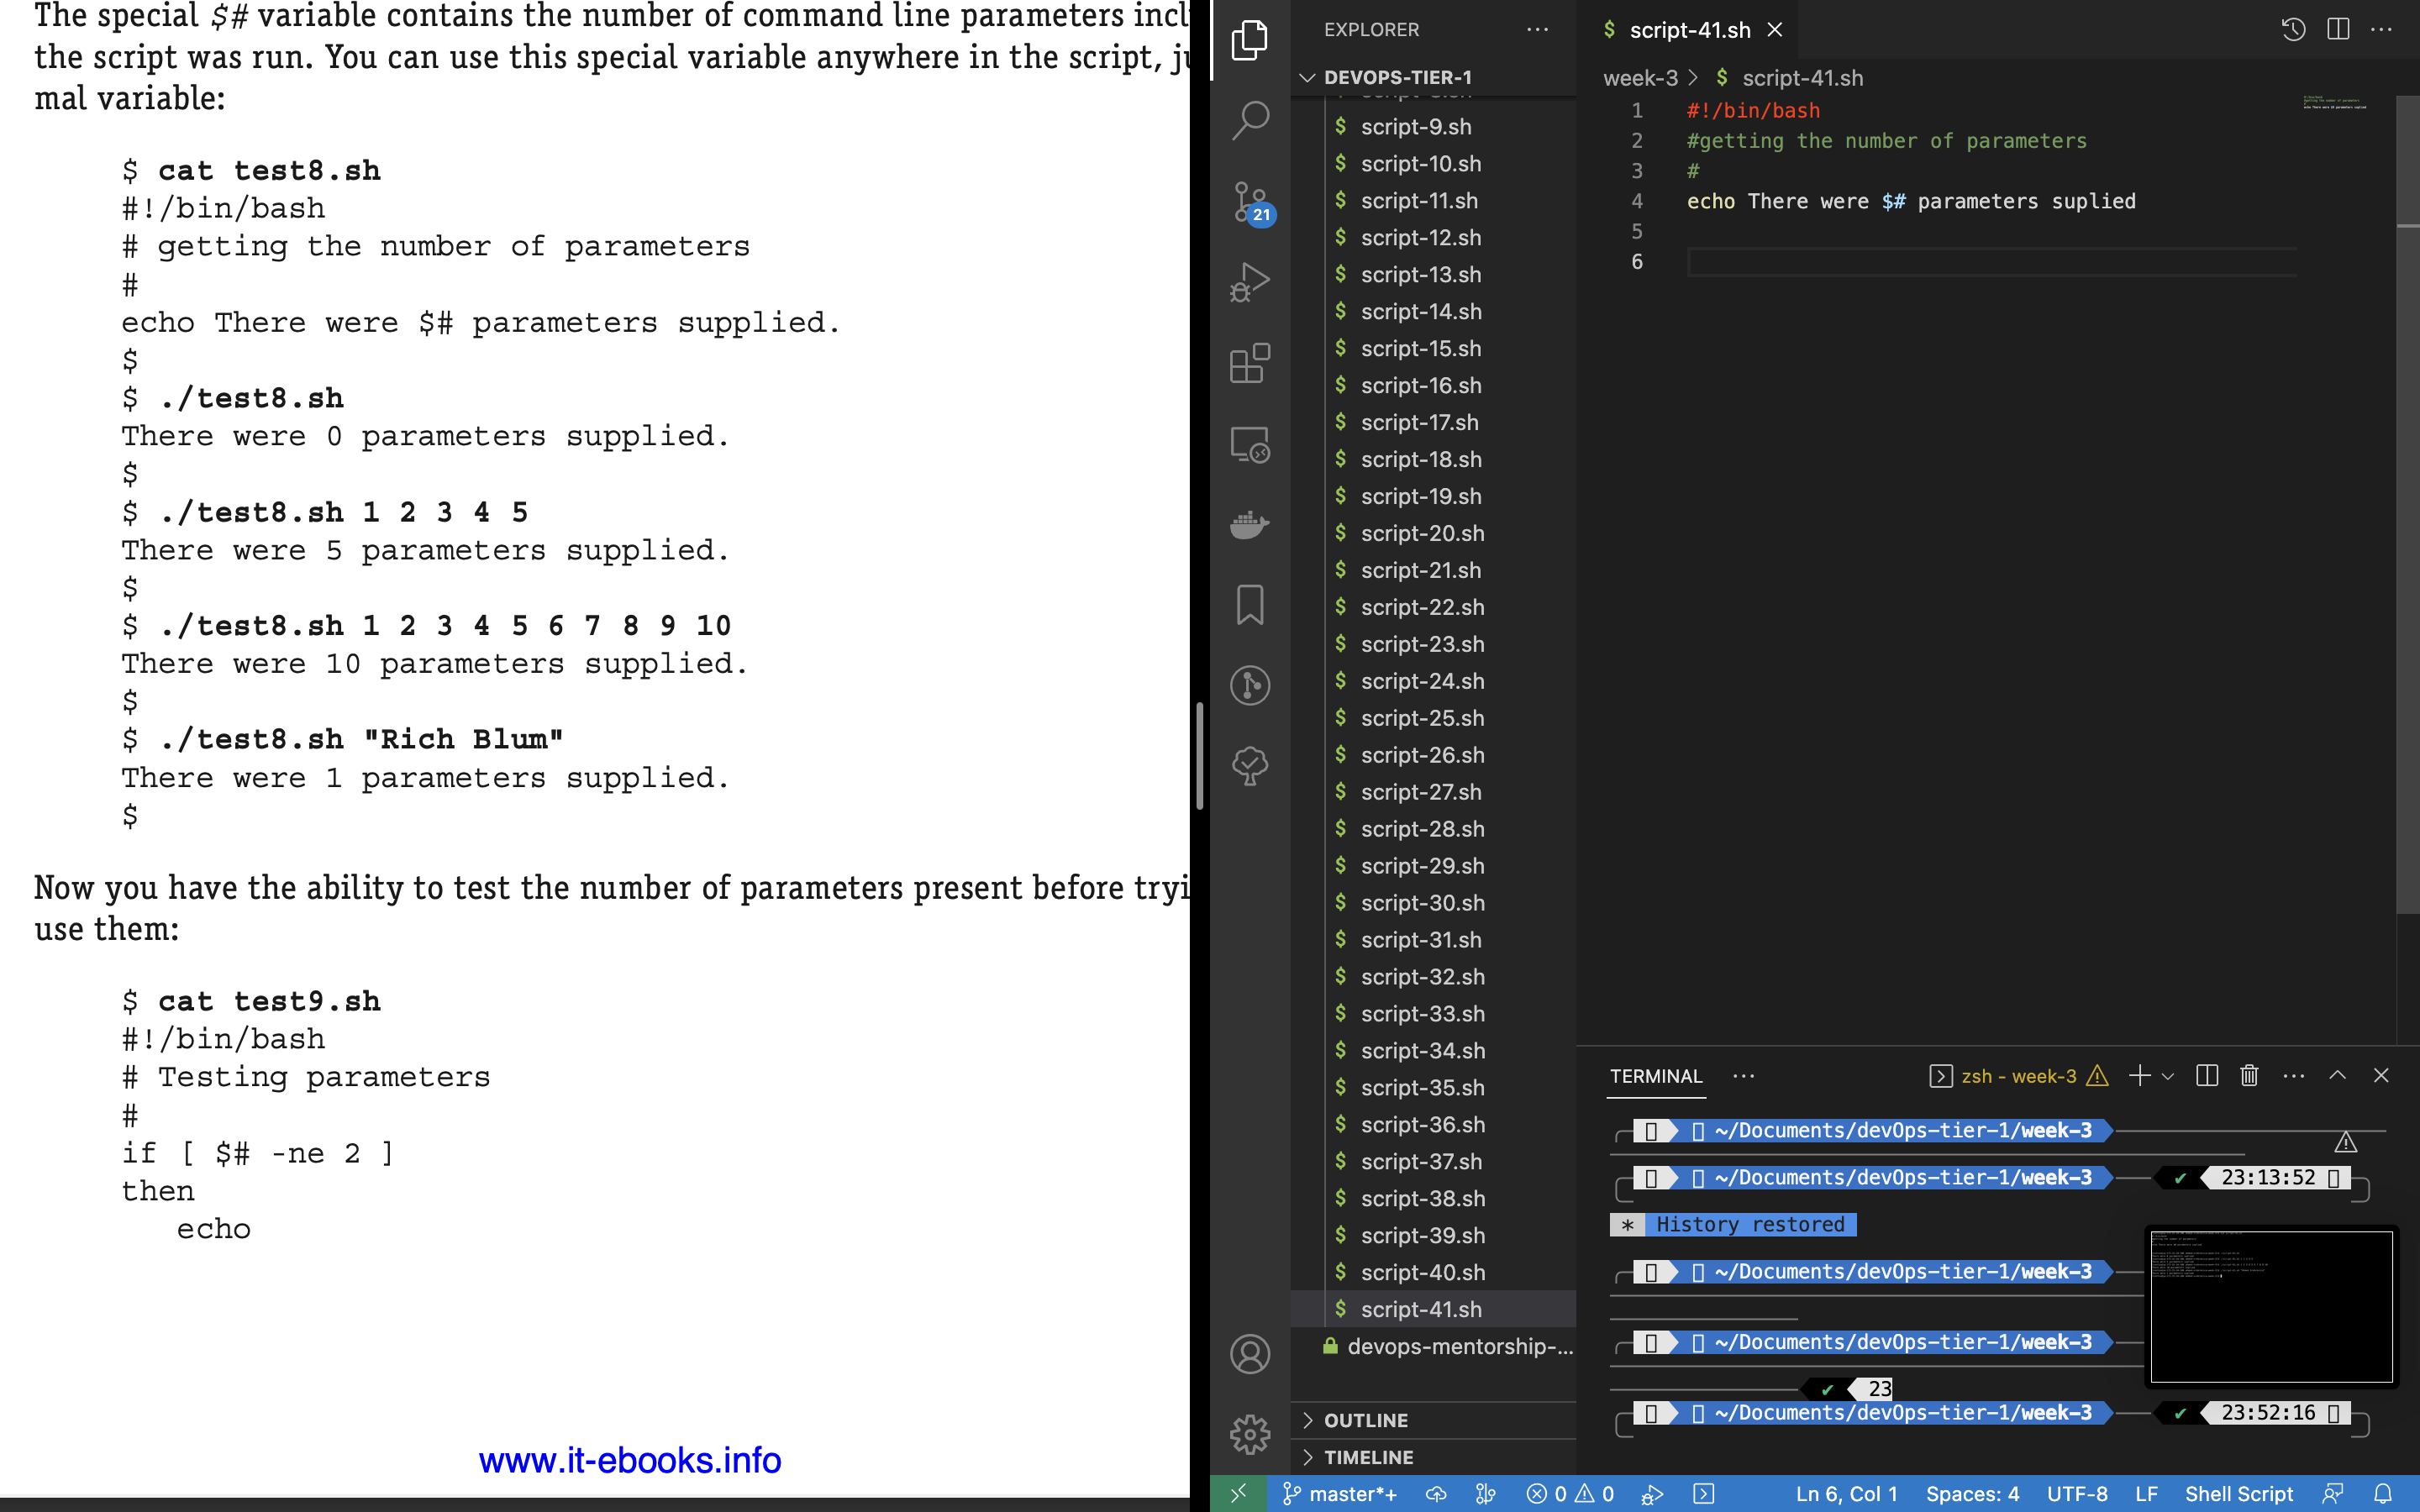 The special $# variable contains the number of command line parameters incl
the script was run. You can use this special variable anywhere in the script, ju
mal variable:
$ cat test8.sh
#!/bin/bash
# getting the number of parameters
#
echo There were $# parameters supplied.
$
$ ./test8.sh
There were 0 parameters supplied.
$
$ ./test8.sh 1 2 3 4 5
There were 5 parameters supplied.
$
$ ./test8.sh 1 2 3 4 5 6 7 8 9 10
There were 10 parameters supplied.
$
$ ./test8.sh "Rich Blum"
There were 1 parameters supplied.
$
Now you have the ability to test the number of parameters present before tryi
use them:
$ cat test9.sh
#!/bin/bash
# Testing parameters
#
if [ $# -ne 2 ]
then
echo
www.it-ebooks.info
21
EXPLORER
DEVOPS-TIER-1
$ script-9.sh
$ script-10.sh
$ script-11.sh
$ script-12.sh
$ script-13.sh
$ script-14.sh
$ script-15.sh
$ script-16.sh
$ script-17.sh
$ script-18.sh
$ script-19.sh
$ script-20.sh
$ script-21.sh
$ script-22.sh
$ script-23.sh
$ script-24.sh
$ script-25.sh
$ script-26.sh
$ script-27.sh
$ script-28.sh
$ script-29.sh
$ script-30.sh
$ script-31.sh
$ script-32.sh
$ script-33.sh
$ script-34.sh
$ script-35.sh
$ script-36.sh
$ script-37.sh
$ script-38.sh
$ script-39.sh
$ script-40.sh
$ script-41.sh
devops-mentorship-...
OUTLINE
TIMELINE
$ script-41.sh
week-3 > $ script-41.sh
1 #!/bin/bash
2 #getting the number of parameters
3 #
4 echo There were $# parameters suplied
5
6
TERMINAL
zsh - week-3
~/Documents/devOps-tier-1/week-3
~/Documents/devOps-tier-1/week-3 ✔ 23:13:52
* History restored
~/Documents/devOps-tier-1/week-3
~/Documents/devOps-tier-1/week-3
✔ 23
~/Documents/devOps-tier-1/week-3 ✔ 23:52:16
master*+ 0 0 Ln 6, Col 1 Spaces: 4 UTF-8 LF Shell Script